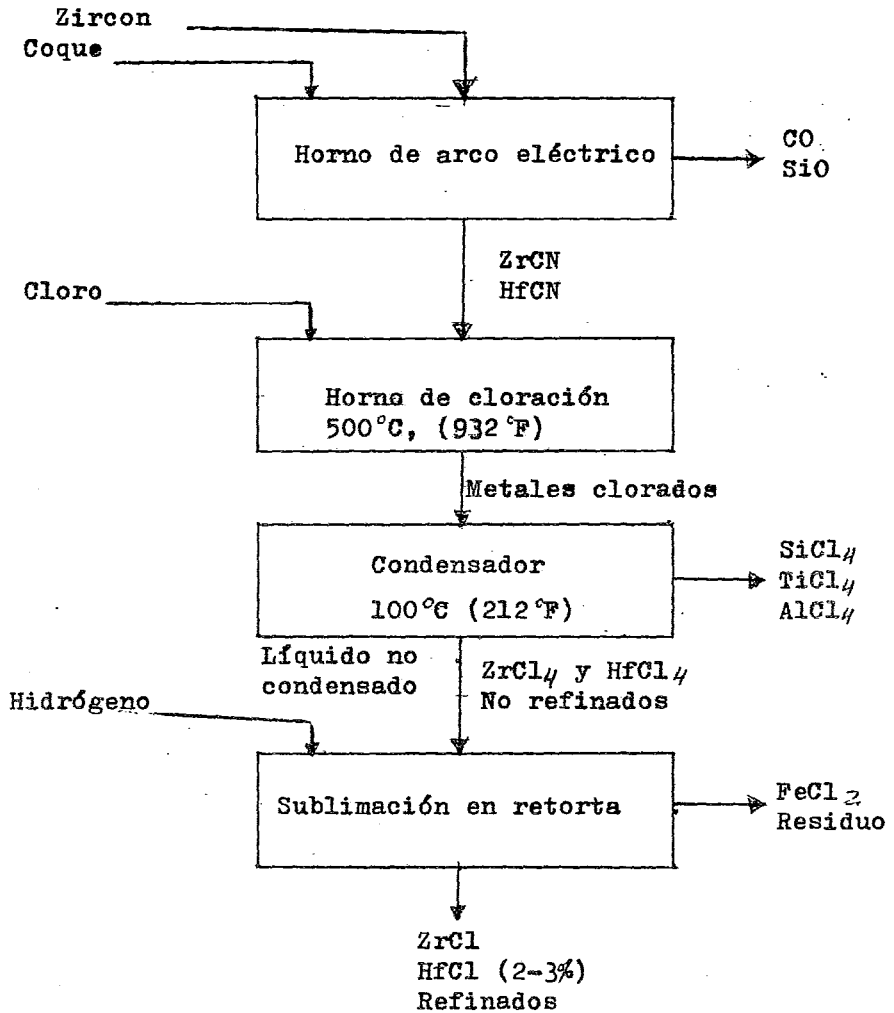 Zircon
Coque
Horno de arco eléctrico
CO
SiO
ZrCN
HfCN
Cloro
Horno de cloración
500°C, (932°F)
Metales clorados
Condensador
100°C (212°F)
SiCl4
TiCl4
AlCl4
Líquido no
condensado
ZrCl4 y HfCl4
No refinados
Hidrógeno
Sublimación en retorta
FeCl2
Residuo
ZrCl
HfCl (2-3%)
Refinados